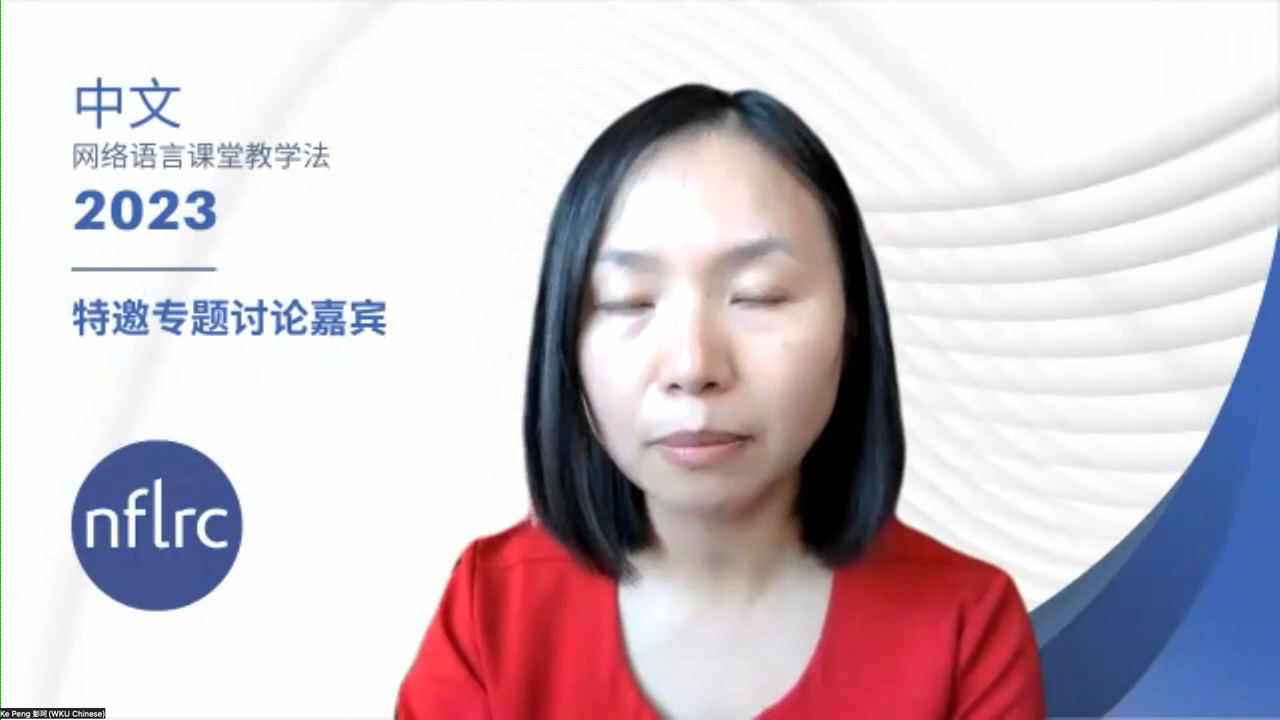 中文
网络语言课堂教学法
2023
特邀专题讨论嘉宾
nflrc
Ke Peng 彭珂(WKU Chinese)